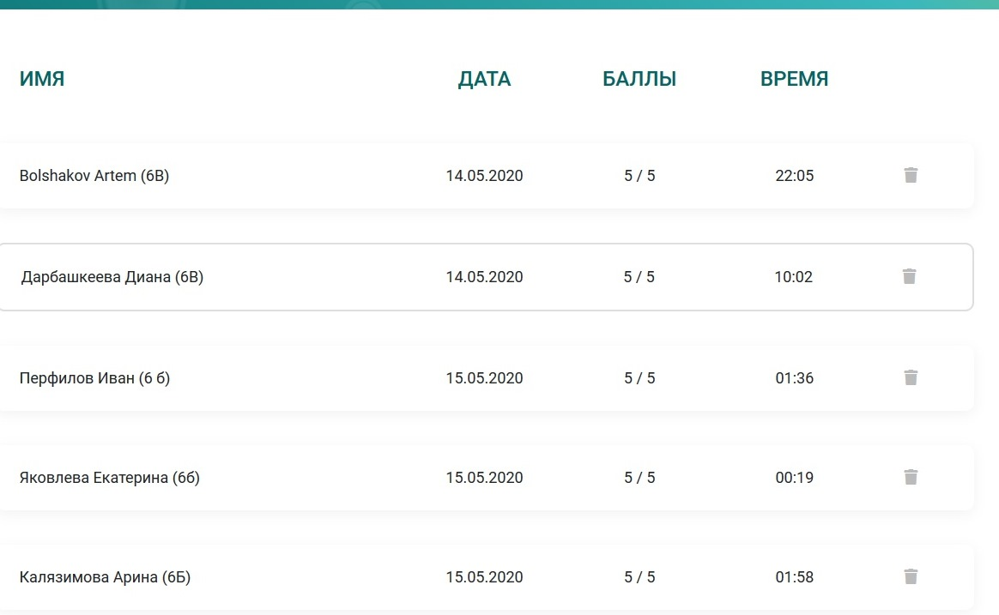 ИМЯ ДАТА БАЛЛЫ ВРЕМЯ
Bolshakov Artem (6В) 14.05.2020 5 / 5 22:05
Дарбашкеева Диана (6В) 14.05.2020 5 / 5 10:02
Перфилов Иван (6 б) 15.05.2020 5 / 5 01:36
Яковлева Екатерина (6б) 15.05.2020 5 / 5 00:19
Калязимова Арина (6Б) 15.05.2020 5 / 5 01:58